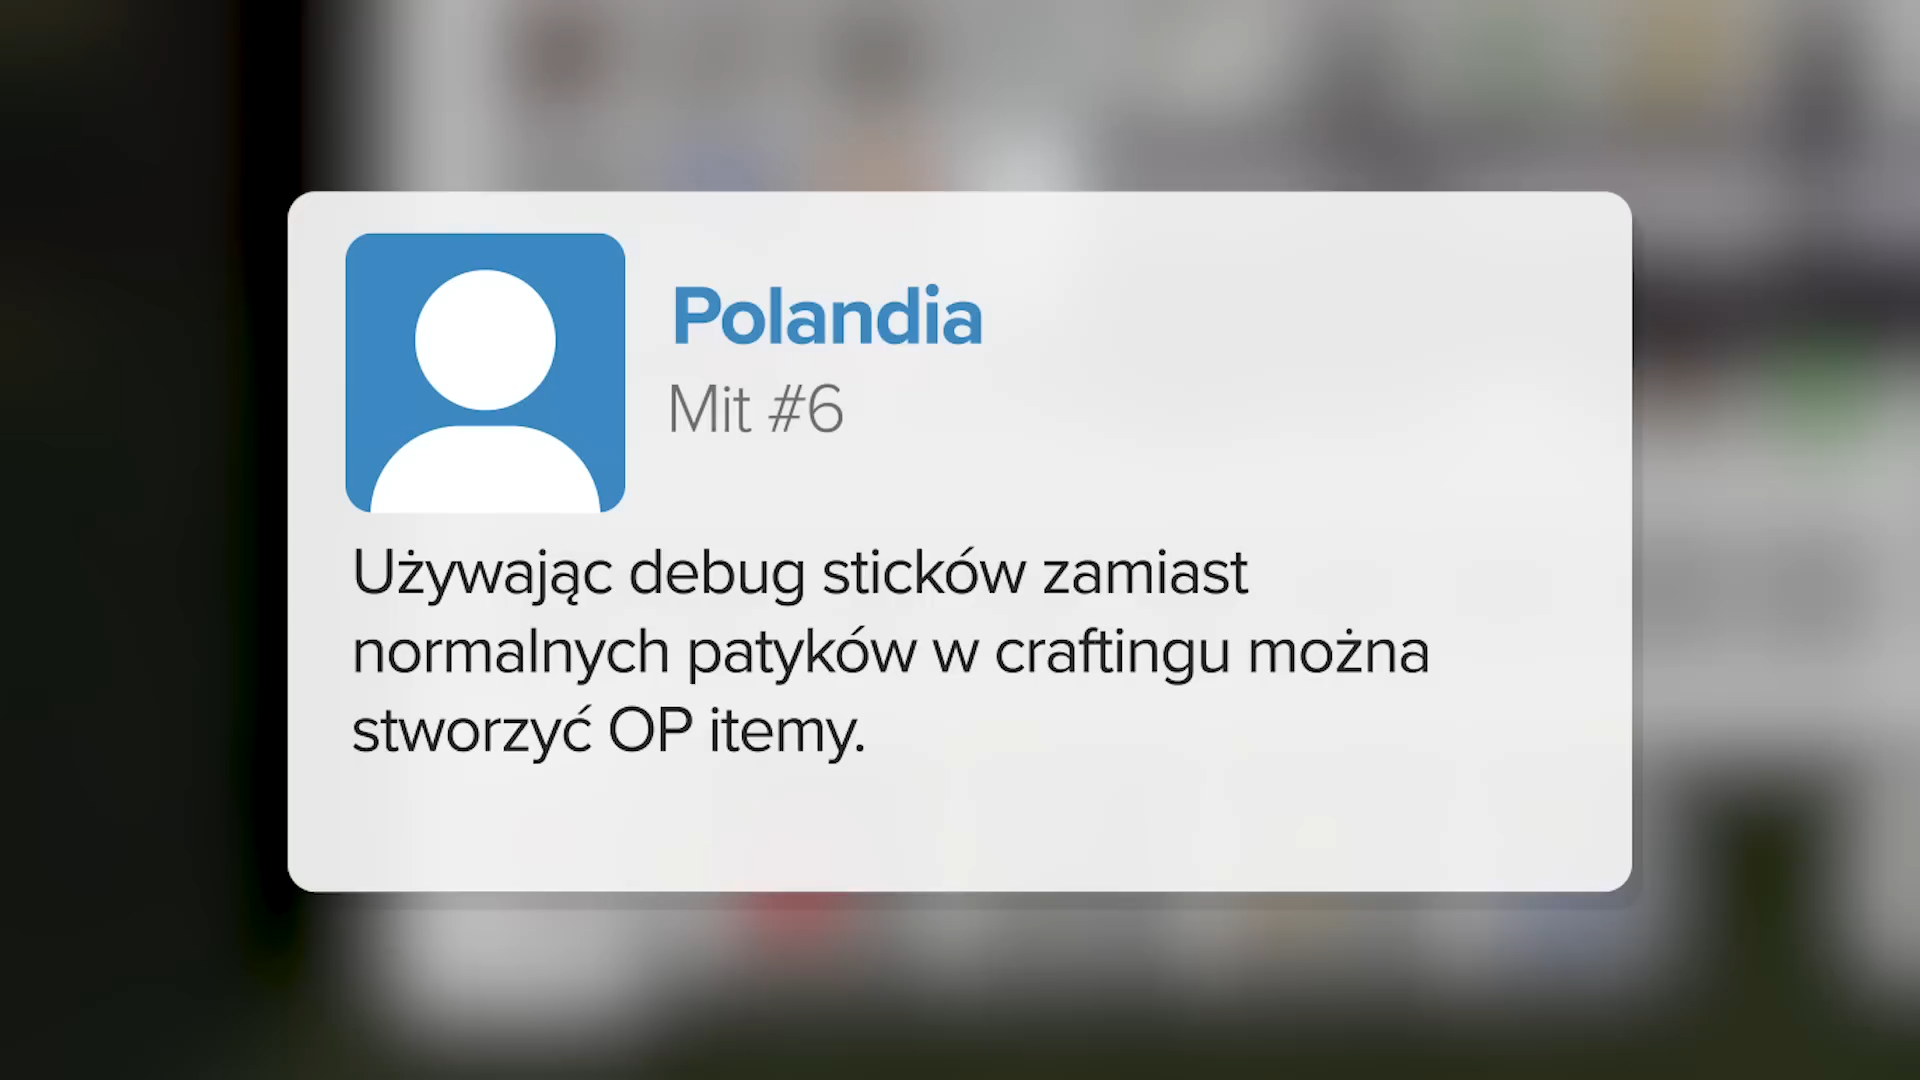 Polandia
Mit #6
Używając debug sticków zamiast
normalnych patyków w craftingu można
stworzyć OP itemy.